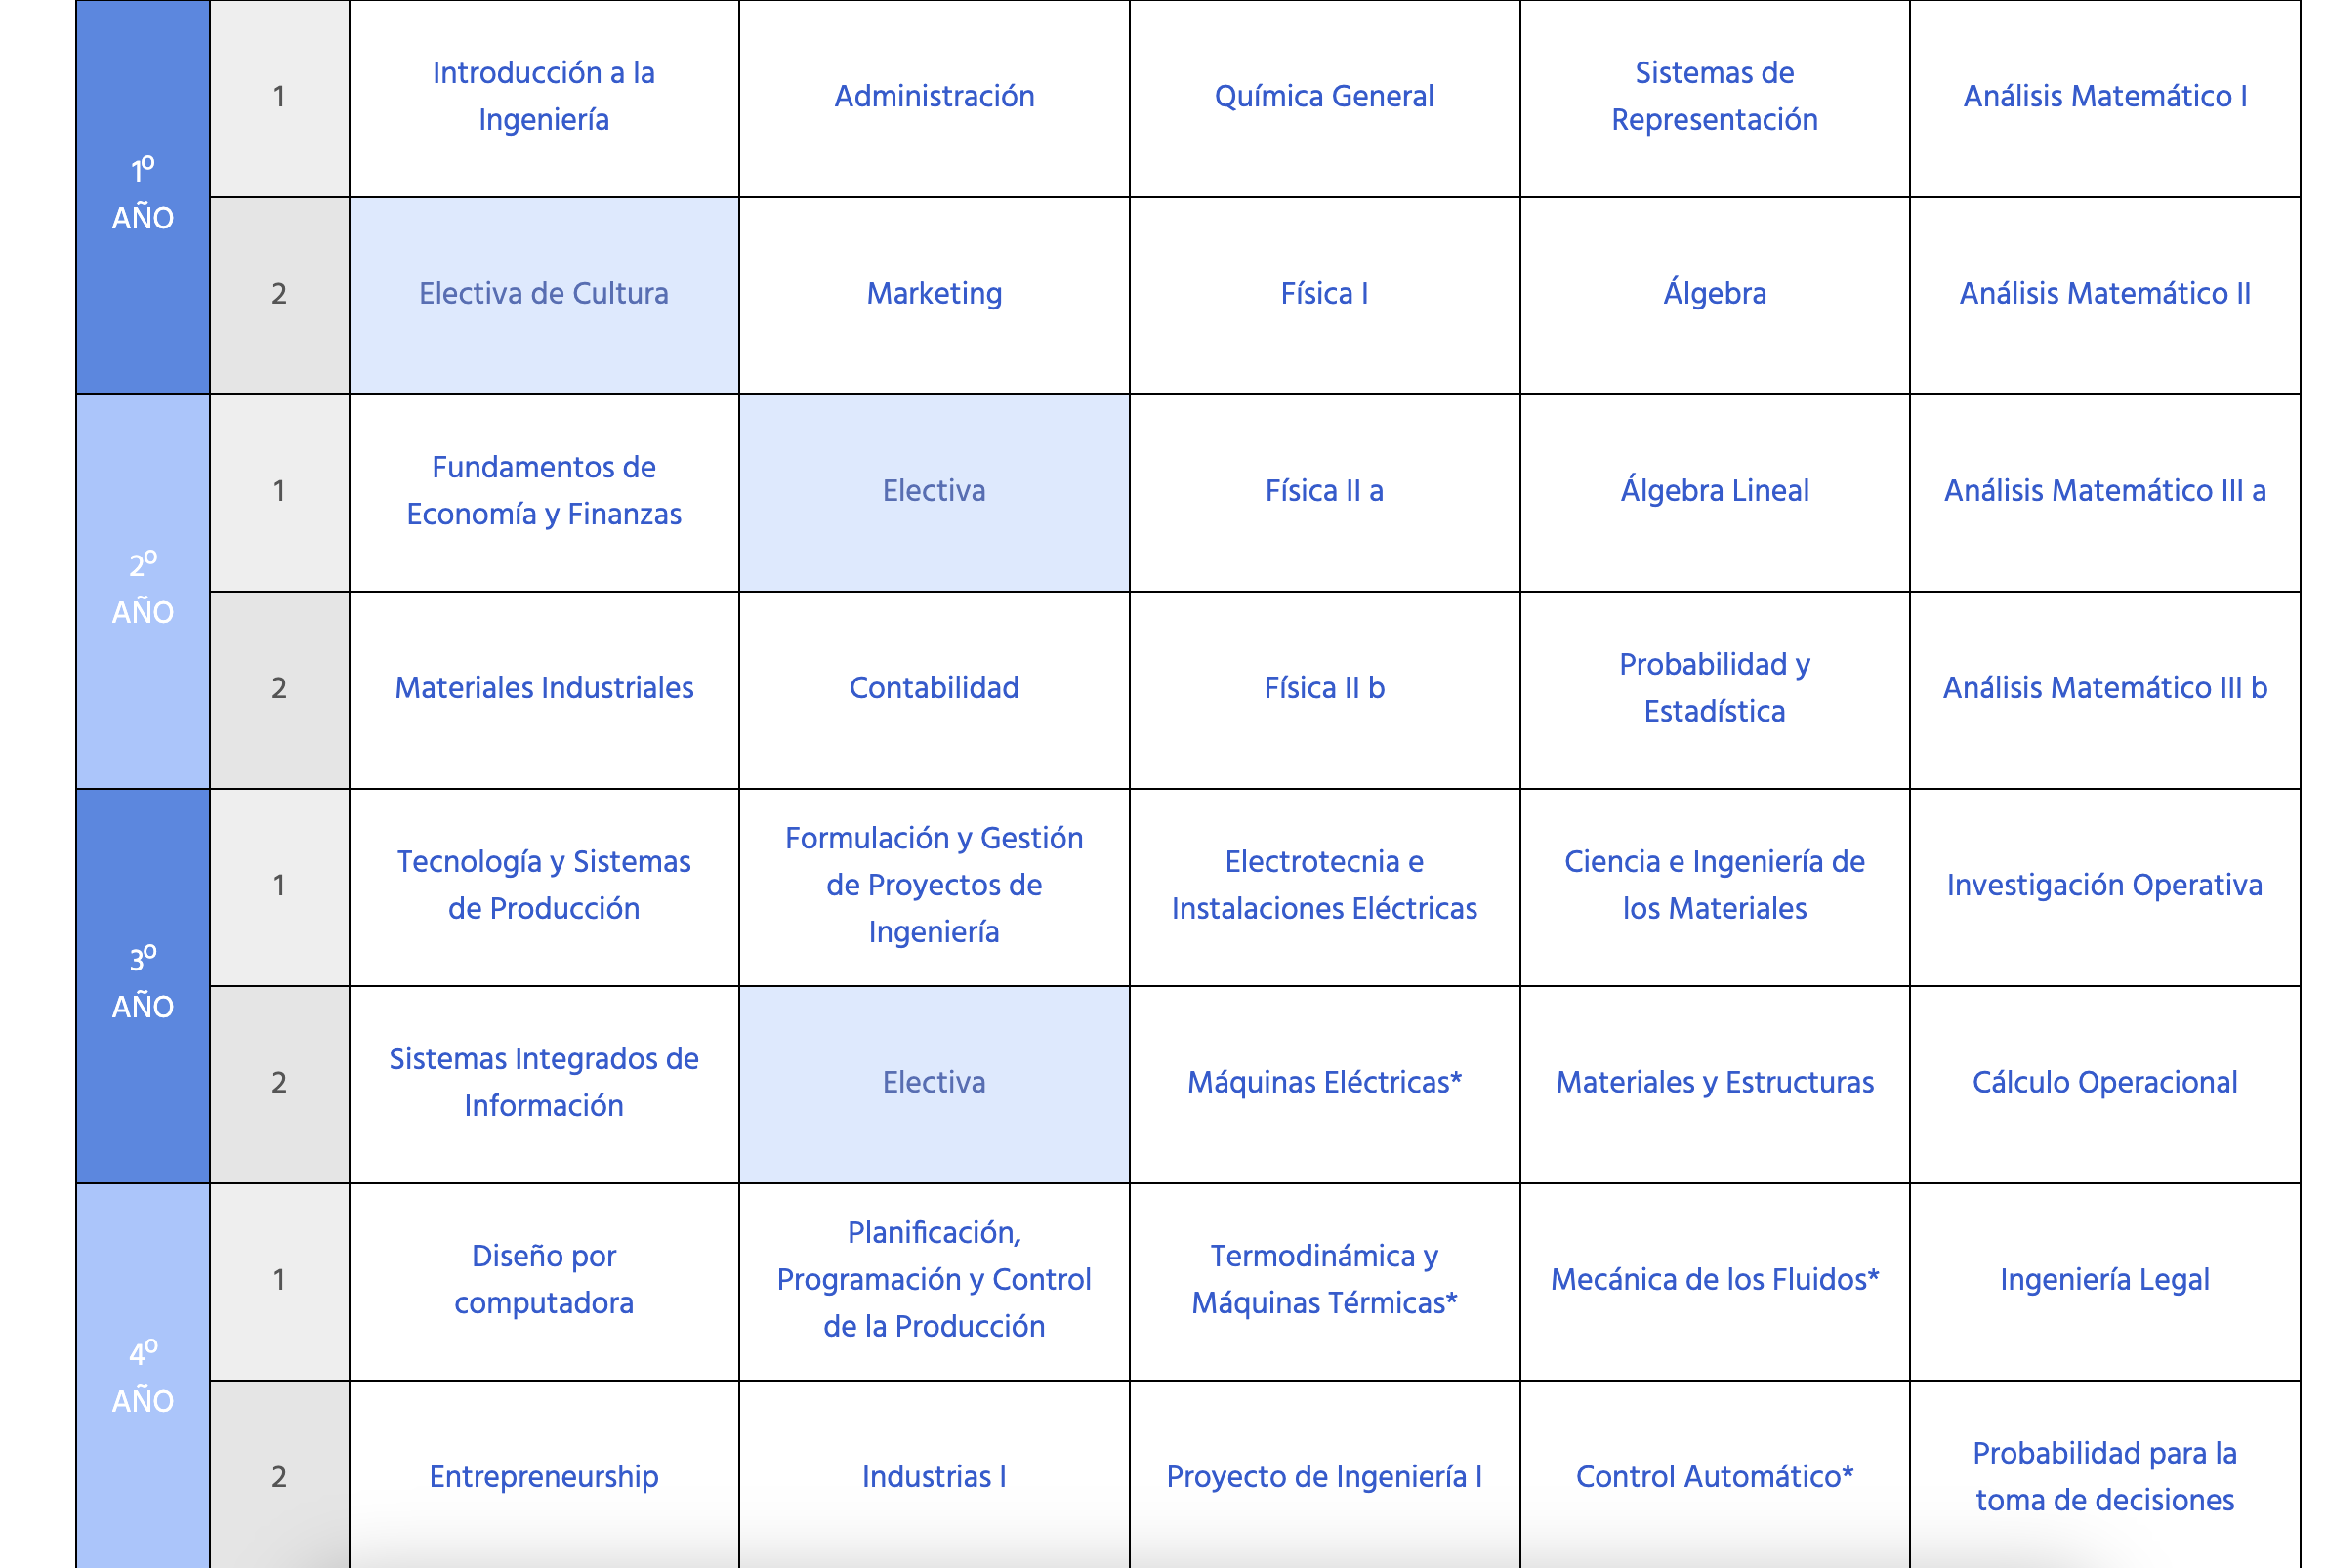 1º
AÑO
1
Introducción a la
Ingeniería
Administración
Química General
Sistemas de
Representación
Análisis Matemático I
2
Electiva de Cultura
Marketing
Física I
Álgebra
Análisis Matemático II
2º
AÑO
1
Fundamentos de
Economía y Finanzas
Electiva
Física II a
Álgebra Lineal
Análisis Matemático III a
2
Materiales Industriales
Contabilidad
Física II b
Probabilidad y
Estadística
Análisis Matemático III b
3º
AÑO
1
Tecnología y Sistemas
de Producción
Formulación y Gestión
de Proyectos de
Ingeniería
Electrotecnia e
Instalaciones Eléctricas
Ciencia e Ingeniería de
los Materiales
Investigación Operativa
2
Sistemas Integrados de
Información
Electiva
Máquinas Eléctricas*
Materiales y Estructuras
Cálculo Operacional
4º
AÑO
1
Diseño por
computadora
Planificación,
Programación y Control
de la Producción
Termodinámica y
Máquinas Térmicas*
Mecánica de los Fluidos*
Ingeniería Legal
2
Entrepreneurship
Industrias I
Proyecto de Ingeniería I
Control Automático*
Probabilidad para la
toma de decisiones